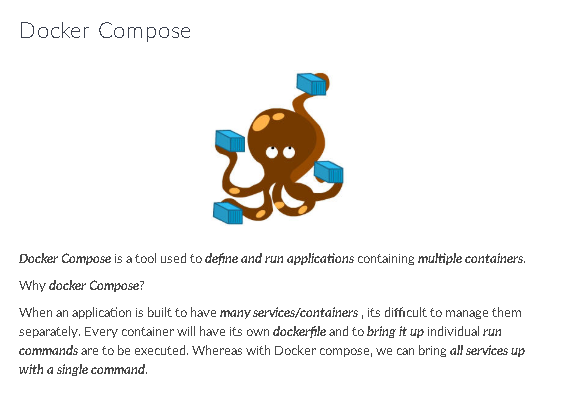 Docker Compose
Docker Compose is a tool used to define and run applications containing multiple containers.
Why docker Compose?
When an application is built to have many services/containers , its difficult to manage them
separately. Every container will have its own dockerfile and to bring it up individual run
commands are to be executed. Whereas with Docker compose, we can bring all services up
with a single command.